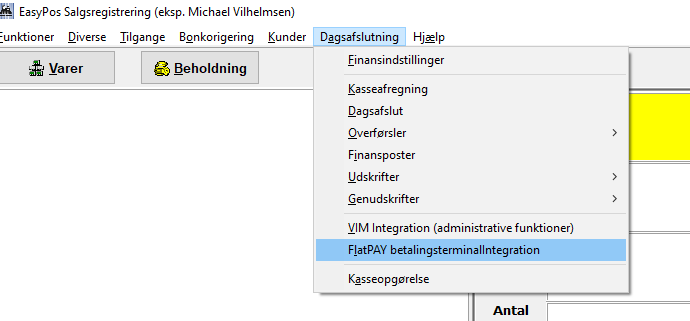 EasyPos Salgsregistrering (eksp. Michael Vilhelmsen)
Funktioner Diverse Tilgange Bonkorigering Kunder Dagsafslutning Hjælp
Varer Beholdning
Finansindstillinger
Kasseafregning
Dagsafslut
Overførsler
Finansposter
Udskrifter
Genudskrifter
VIM Integration (administrative funktioner)
FlatPAY betalingsterminalIntegration
Kasseopgørelse
Antal